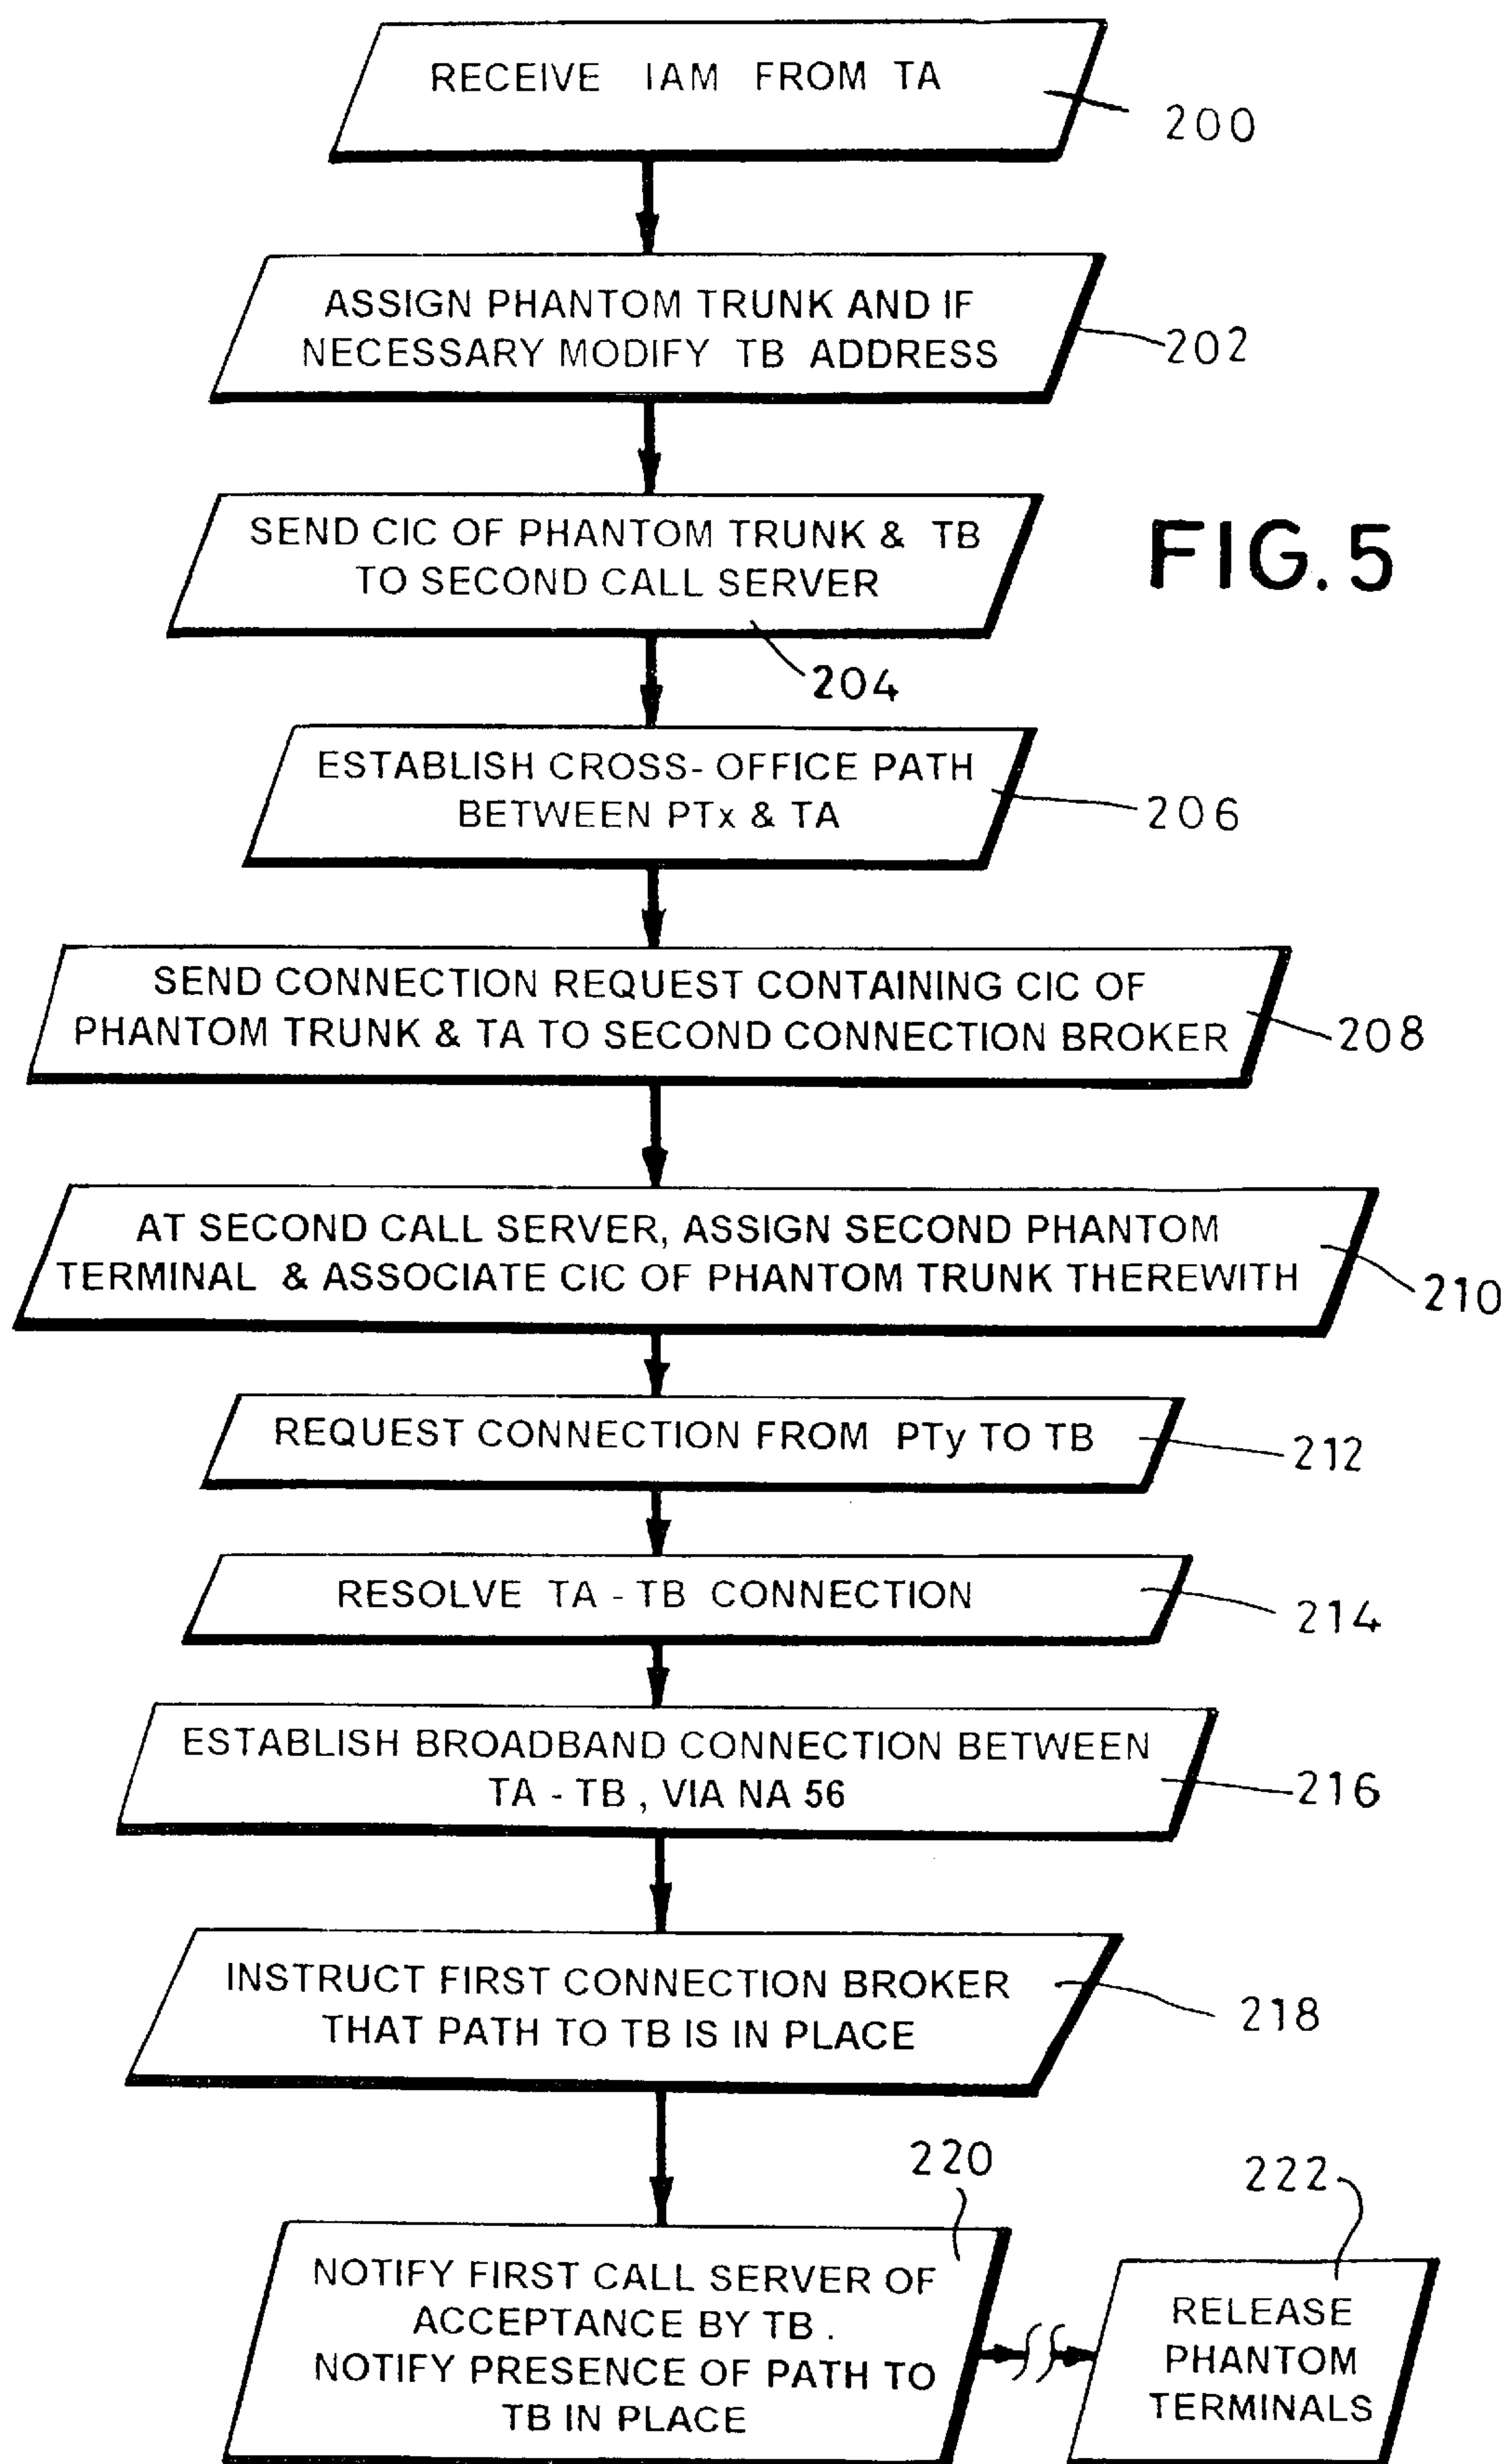 RECEIVE IAM FROM TA
200
ASSIGN PHANTOM TRUNK AND IF
NECESSARY MODIFY TB ADDRESS
202
SEND CIC OF PHANTOM TRUNK & TB
TO SECOND CALL SERVER
FIG. 5
204
ESTABLISH CROSS-OFFICE PATH
BETWEEN PTx & TA
206
SEND CONNECTION REQUEST CONTAINING CIC OF
PHANTOM TRUNK & TA TO SECOND CONNECTION BROKER
208
AT SECOND CALL SERVER, ASSIGN SECOND PHANTOM
TERMINAL & ASSOCIATE CIC OF PHANTOM TRUNK THEREWITH
210
REQUEST CONNECTION FROM PTy TO TB
212
RESOLVE TA - TB CONNECTION
214
ESTABLISH BROADBAND CONNECTION BETWEEN
TA - TB , VIA NA 56
216
INSTRUCT FIRST CONNECTION BROKER
THAT PATH TO TB IS IN PLACE
218
220
NOTIFY FIRST CALL SERVER OF
ACCEPTANCE BY TB .
NOTIFY PRESENCE OF PATH TO
TB IN PLACE
222
RELEASE
PHANTOM
TERMINALS